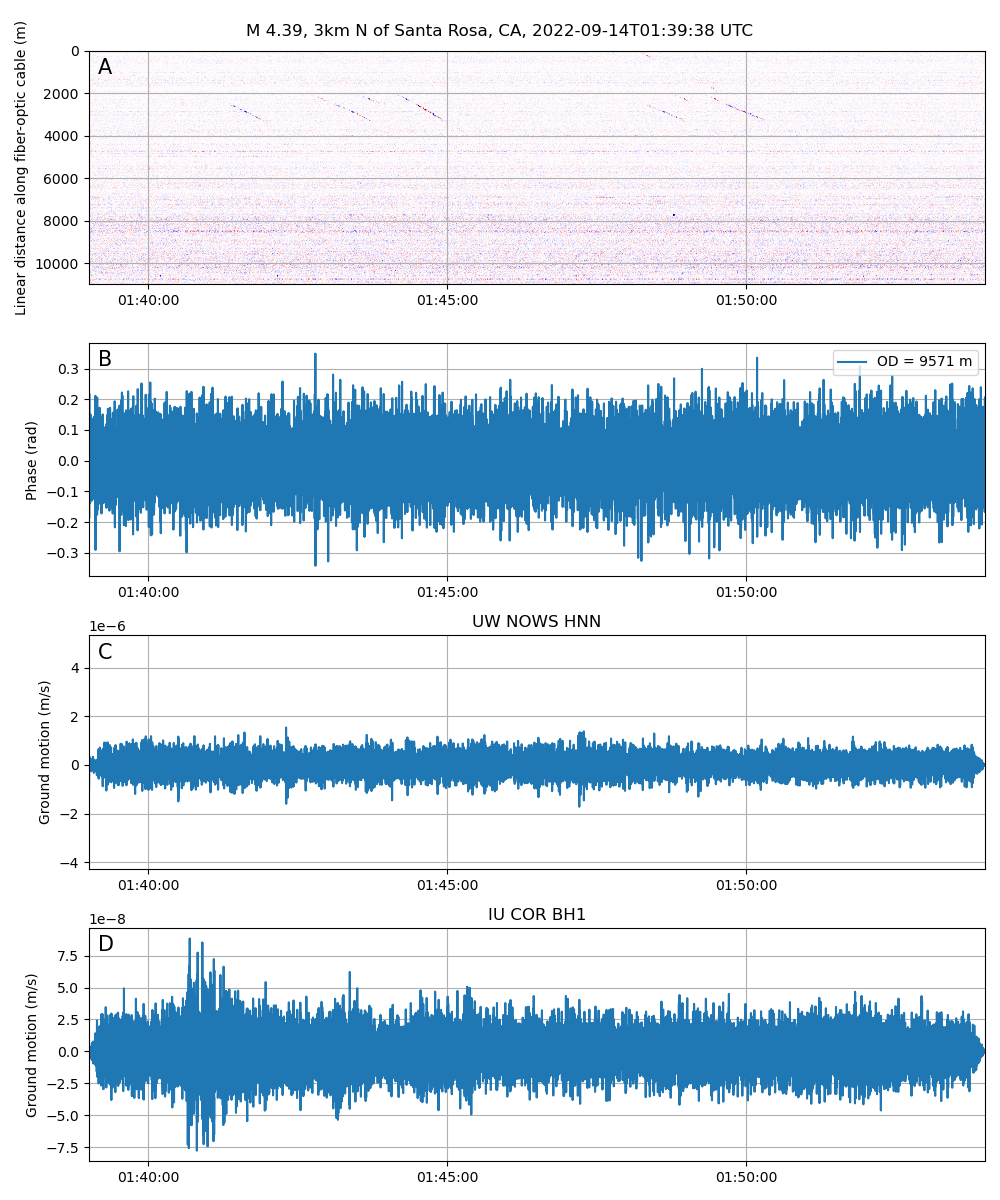 M 4.39, 3km N of Santa Rosa, CA, 2022-09-14T01:39:38 UTC
A
Linear distance along fiber-optic cable (m)
0
2000
4000
6000
8000
10000
01:40:00 01:45:00 01:50:00
B
OD = 9571 m
Phase (rad)
0.3
0.2
0.1
0.0
−0.1
−0.2
−0.3
01:40:00 01:45:00 01:50:00
UW NOWS HNN
1e−6
C
Ground motion (m/s)
4
2
0
−2
−4
01:40:00 01:45:00 01:50:00
IU COR BH1
1e−8
D
Ground motion (m/s)
7.5
5.0
2.5
0.0
−2.5
−5.0
−7.5
01:40:00 01:45:00 01:50:00